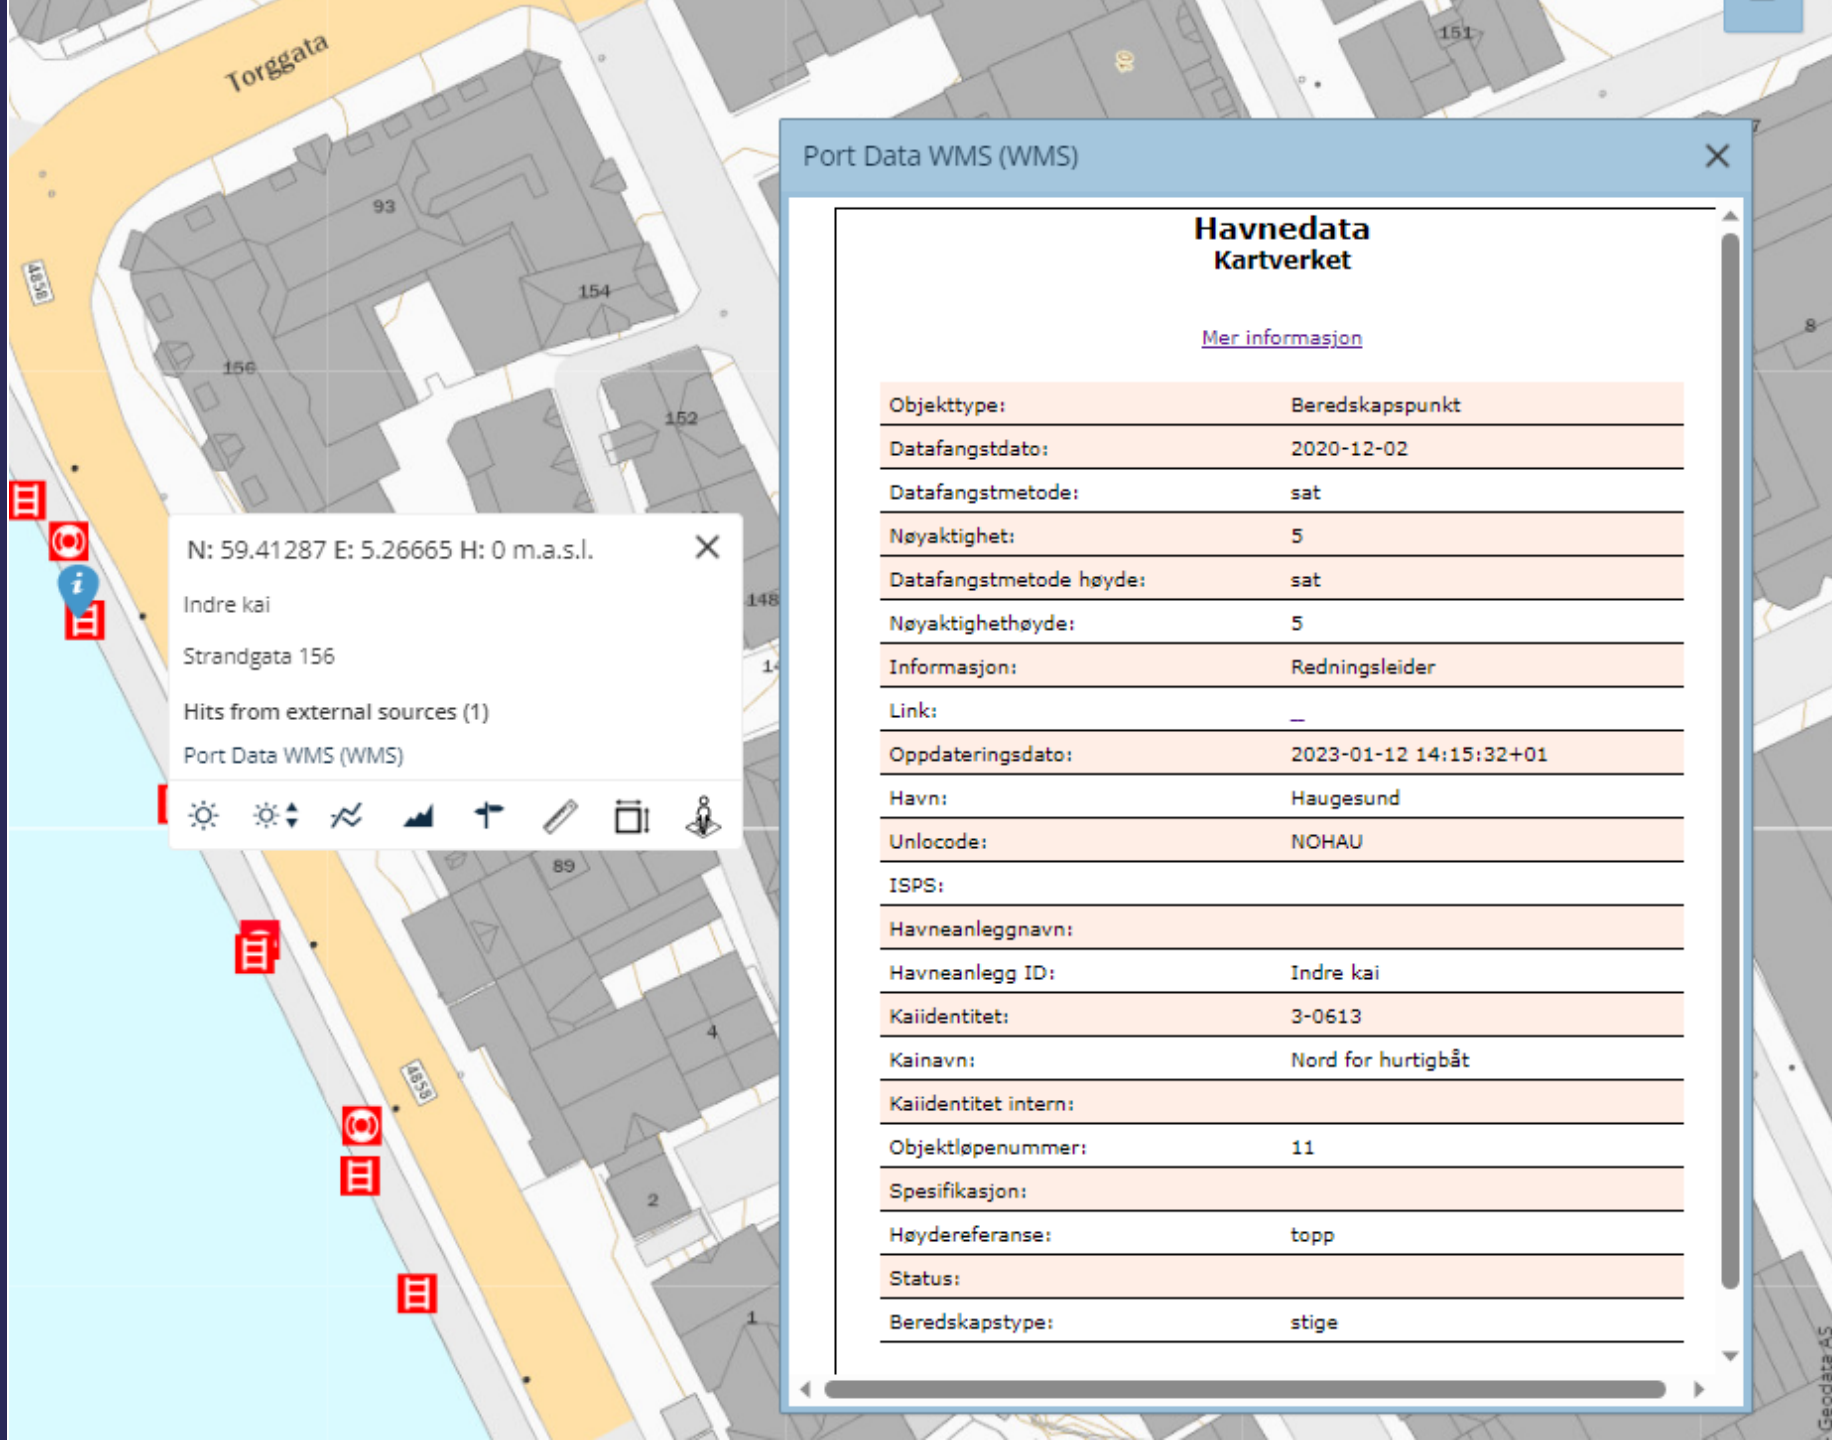 Torggata
151
7
93
4858
154
156
152
8
N: 59.41287 E: 5.26665 H: 0 m.a.s.l.
Indre kai
Strandgata 156
Hits from external sources (1)
Port Data WMS (WMS)
148
14
89
4
4858
2
1
Port Data WMS (WMS)
Havnedata
Kartverket
Mer informasjon
Objekttype: Beredskapspunkt
Datafangstdato: 2020-12-02
Datafangstmetode: sat
Nøyaktighet: 5
Datafangstmetode høyde: sat
Nøyaktighethøyde: 5
Informasjon: Redningsleider
Link: _
Oppdateringsdato: 2023-01-12 14:15:32+01
Havn: Haugesund
Unlocode: NOHAU
ISPS:
Havneanleggnavn:
Havneanlegg ID: Indre kai
Kaiidentitet: 3-0613
Kainavn: Nord for hurtigbåt
Kaiidentitet intern:
Objektløpenummer: 11
Spesifikasjon:
Høydereferanse: topp
Status:
Beredskapstype: stige
Geodata AS